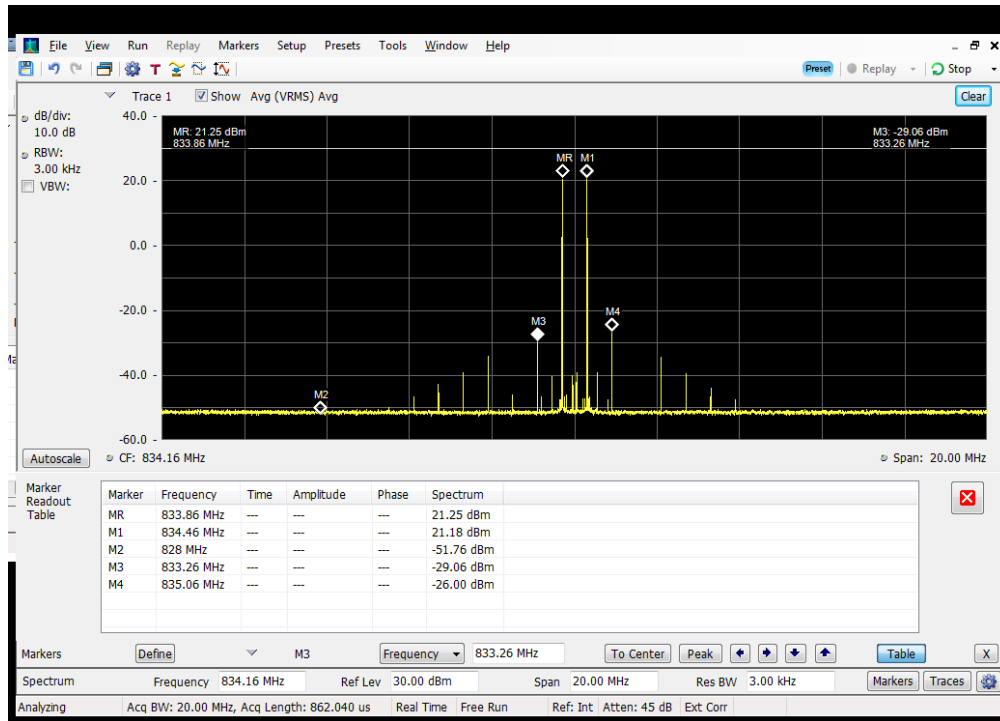 File View Run Replay Markers Setup Presets Tools Window Help
T Preset Replay Stop
Trace 1 Show Avg (VRMS) Avg Clear
dB/div:
10.0 dB
RBW:
3.00 kHz
VBW:
40.0
20.0
0.0
-20.0
-40.0
-60.0
MR: 21.25 dBm
833.86 MHz
M3: -29.06 dBm
833.26 MHz
MR M1
M3 M4
M2
Autoscale CF: 834.16 MHz Span: 20.00 MHz
Marker
Readout
Table
Marker Frequency Time Amplitude Phase Spectrum
MR 833.86 MHz --- --- --- 21.25 dBm
M1 834.46 MHz --- --- --- 21.18 dBm
M2 828 MHz --- --- --- -51.76 dBm
M3 833.26 MHz --- --- --- -29.06 dBm
M4 835.06 MHz --- --- --- -26.00 dBm
Markers Define M3 Frequency 833.26 MHz To Center Peak Table X
Spectrum Frequency 834.16 MHz Ref Lev 30.00 dBm Span 20.00 MHz Res BW 3.00 kHz Markers Traces
Analyzing Acq BW: 20.00 MHz, Acq Length: 862.040 us Real Time Free Run Ref: Int Atten: 45 dB Ext Corr